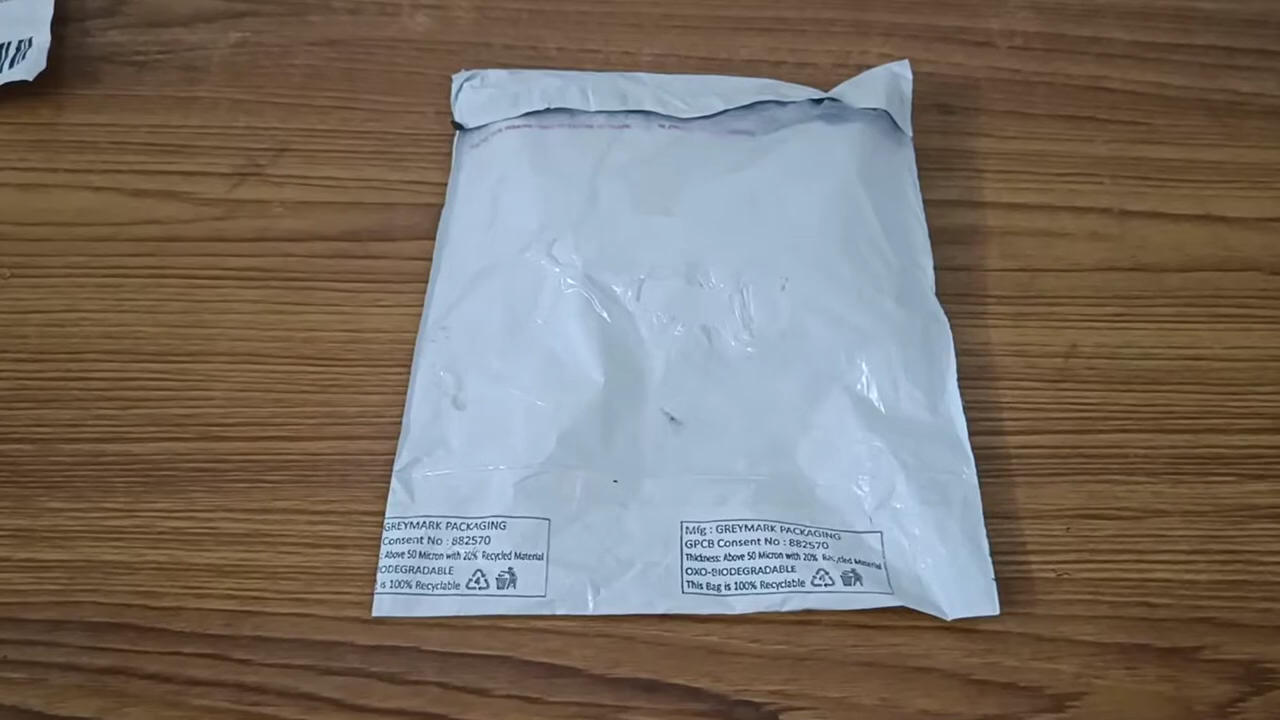 GREYMARK PACKAGING
Consent No : 882570
: Above 50 Micron with 20% Recycled Material
ODEGRADABLE
is 100% Recyclable
Mfg : GREYMARK PACKAGING
GPCB Consent No : 882570
Thickness: Above 50 Micron with 20% Recycled Material
OXO-BIODEGRADABLE
This Bag is 100% Recyclable